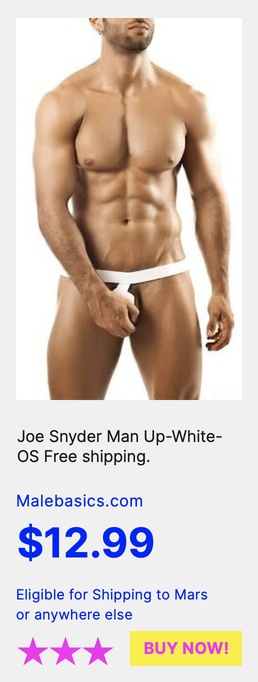 Joe Snyder Man Up-White-
OS Free shipping.
Malebasics.com
$12.99
Eligible for Shipping to Mars
or anywhere else
BUY NOW!